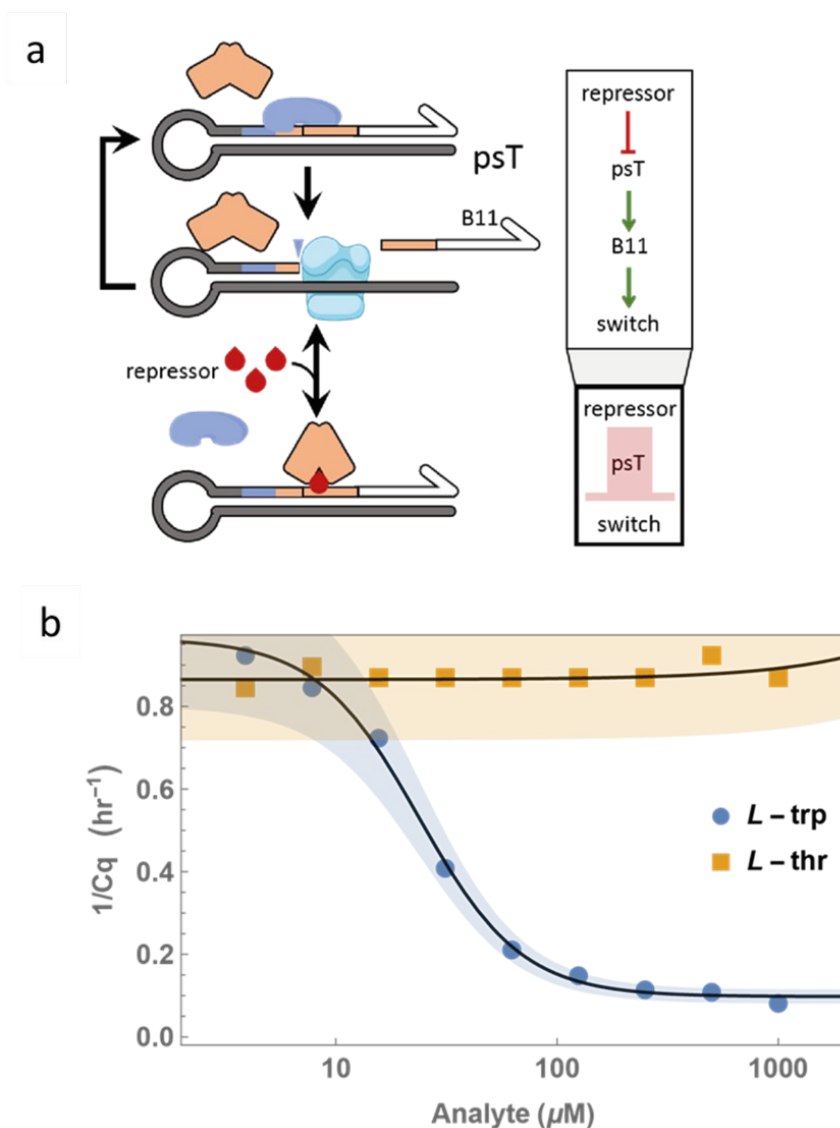 a
psT
B11
repressor
repressor
psT
B11
switch
repressor
psT
switch
b
1/Cq (hr⁻¹)
0.8
0.6
0.4
0.2
0.0
L – trp
L – thr
10 100 1000
Analyte (μM)